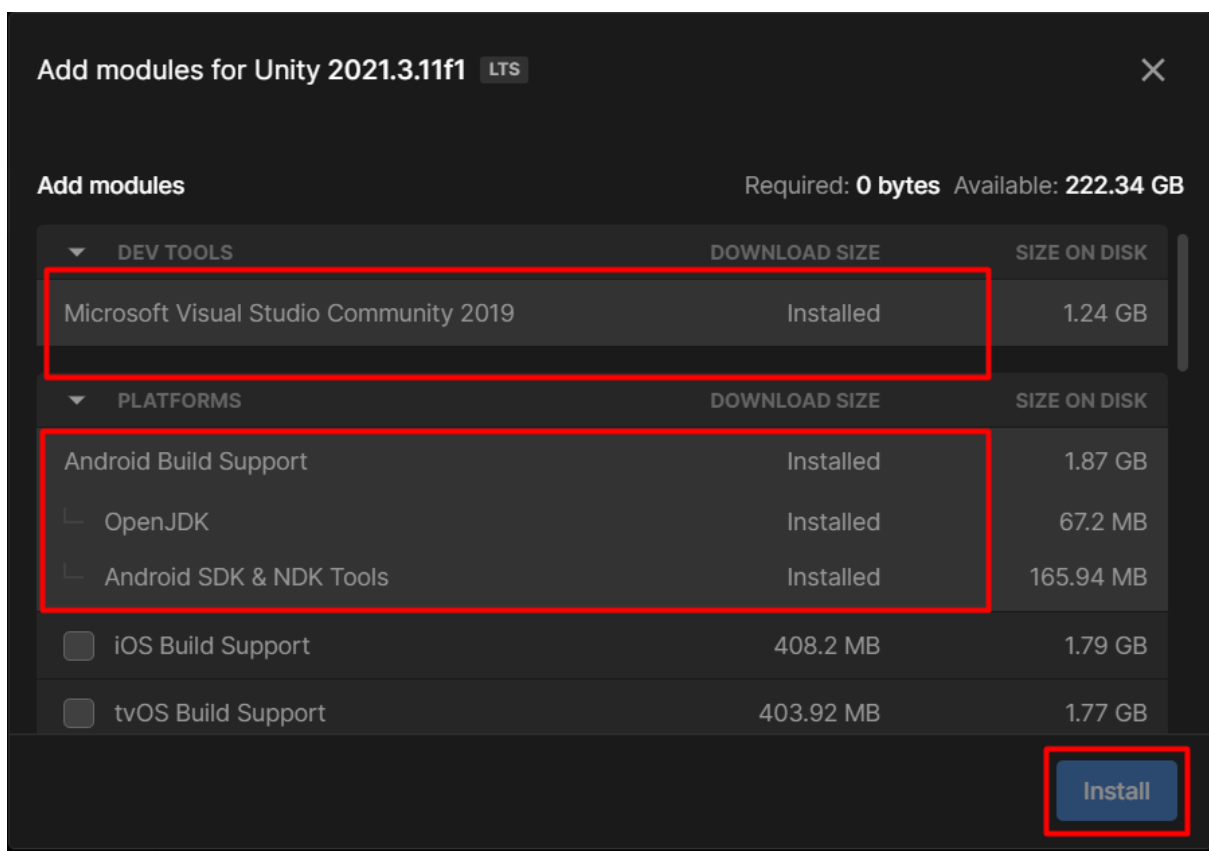 Add modules for Unity 2021.3.11f1 LTS
Add modules Required: 0 bytes Available: 222.34 GB
DEV TOOLS DOWNLOAD SIZE SIZE ON DISK
Microsoft Visual Studio Community 2019 Installed 1.24 GB
PLATFORMS DOWNLOAD SIZE SIZE ON DISK
Android Build Support Installed 1.87 GB
OpenJDK Installed 67.2 MB
Android SDK & NDK Tools Installed 165.94 MB
iOS Build Support 408.2 MB 1.79 GB
tvOS Build Support 403.92 MB 1.77 GB
Install